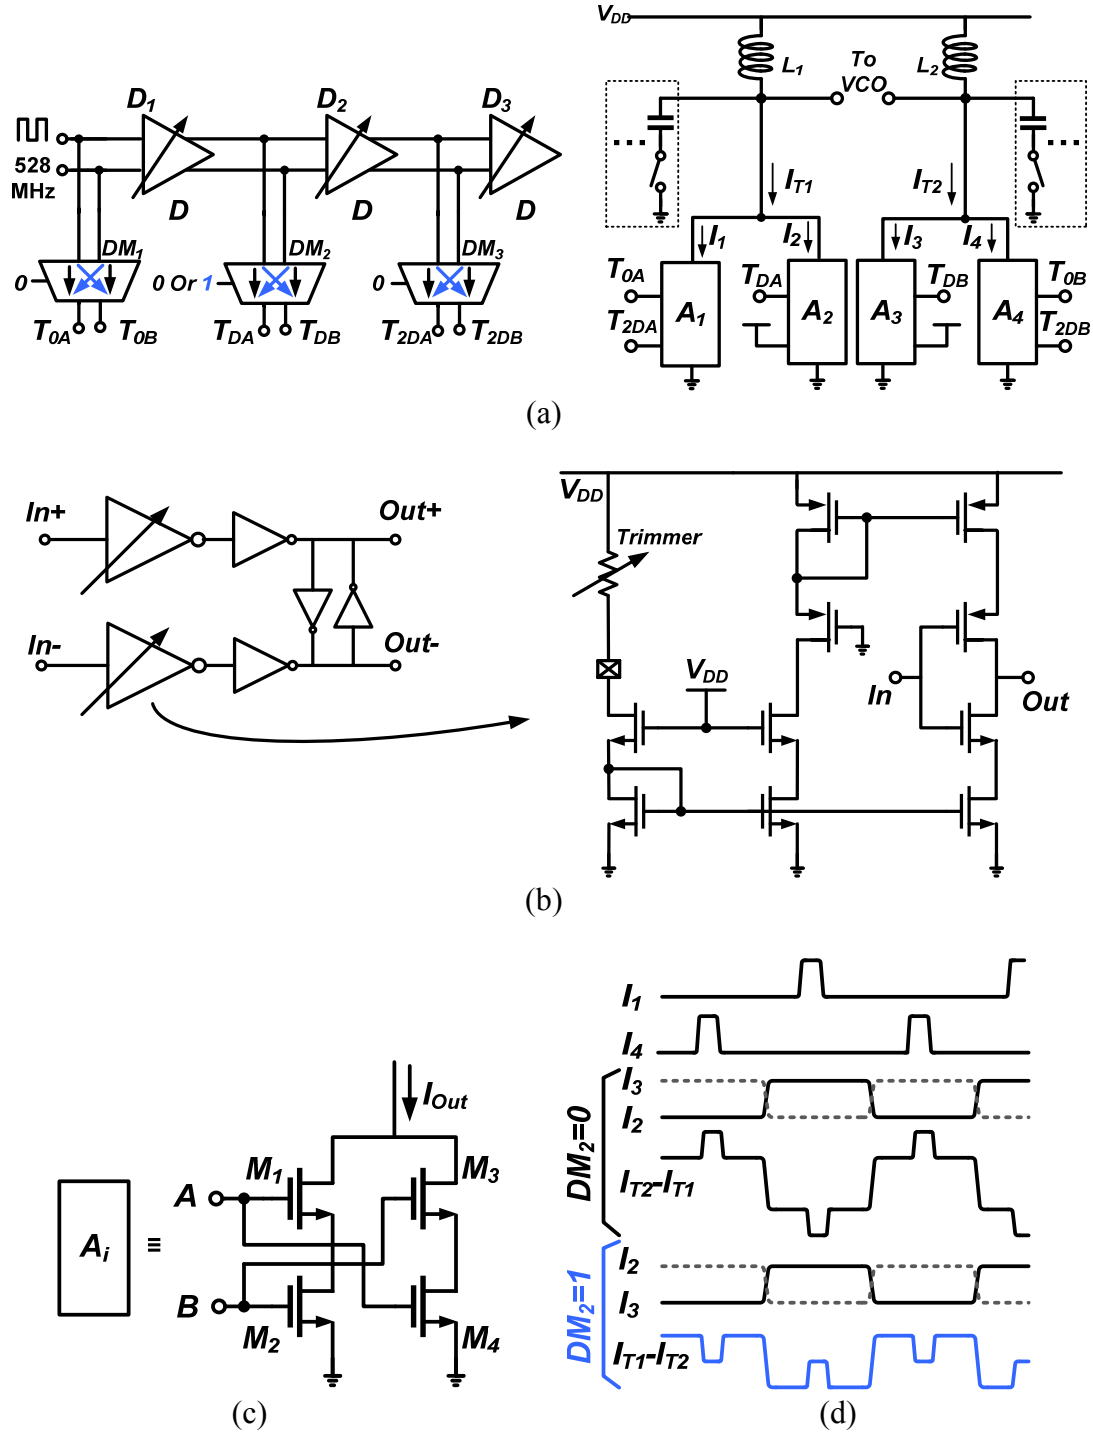 V_DD
L_1
To VCO
L_2
D_1
D_2
D_3
528 MHz
D
D
D
I_T1
I_T2
DM_1
DM_2
DM_3
I_1
I_2
I_3
I_4
0
0 Or 1
0
T_0A
T_0B
T_DA
T_DB
T_2DA
T_2DB
T_0A
T_DA
T_DB
T_0B
A_1
A_2
A_3
A_4
T_2DA
T_2DB
(a)
In+
Out+
In-
Out-
V_DD
Trimmer
V_DD
In
Out
(b)
I_Out
M_1
M_3
A
A_i
≡
B
M_2
M_4
(c)
I_1
I_4
DM_2=0
I_3
I_2
I_T2-I_T1
DM_2=1
I_2
I_3
I_T1-I_T2
(d)